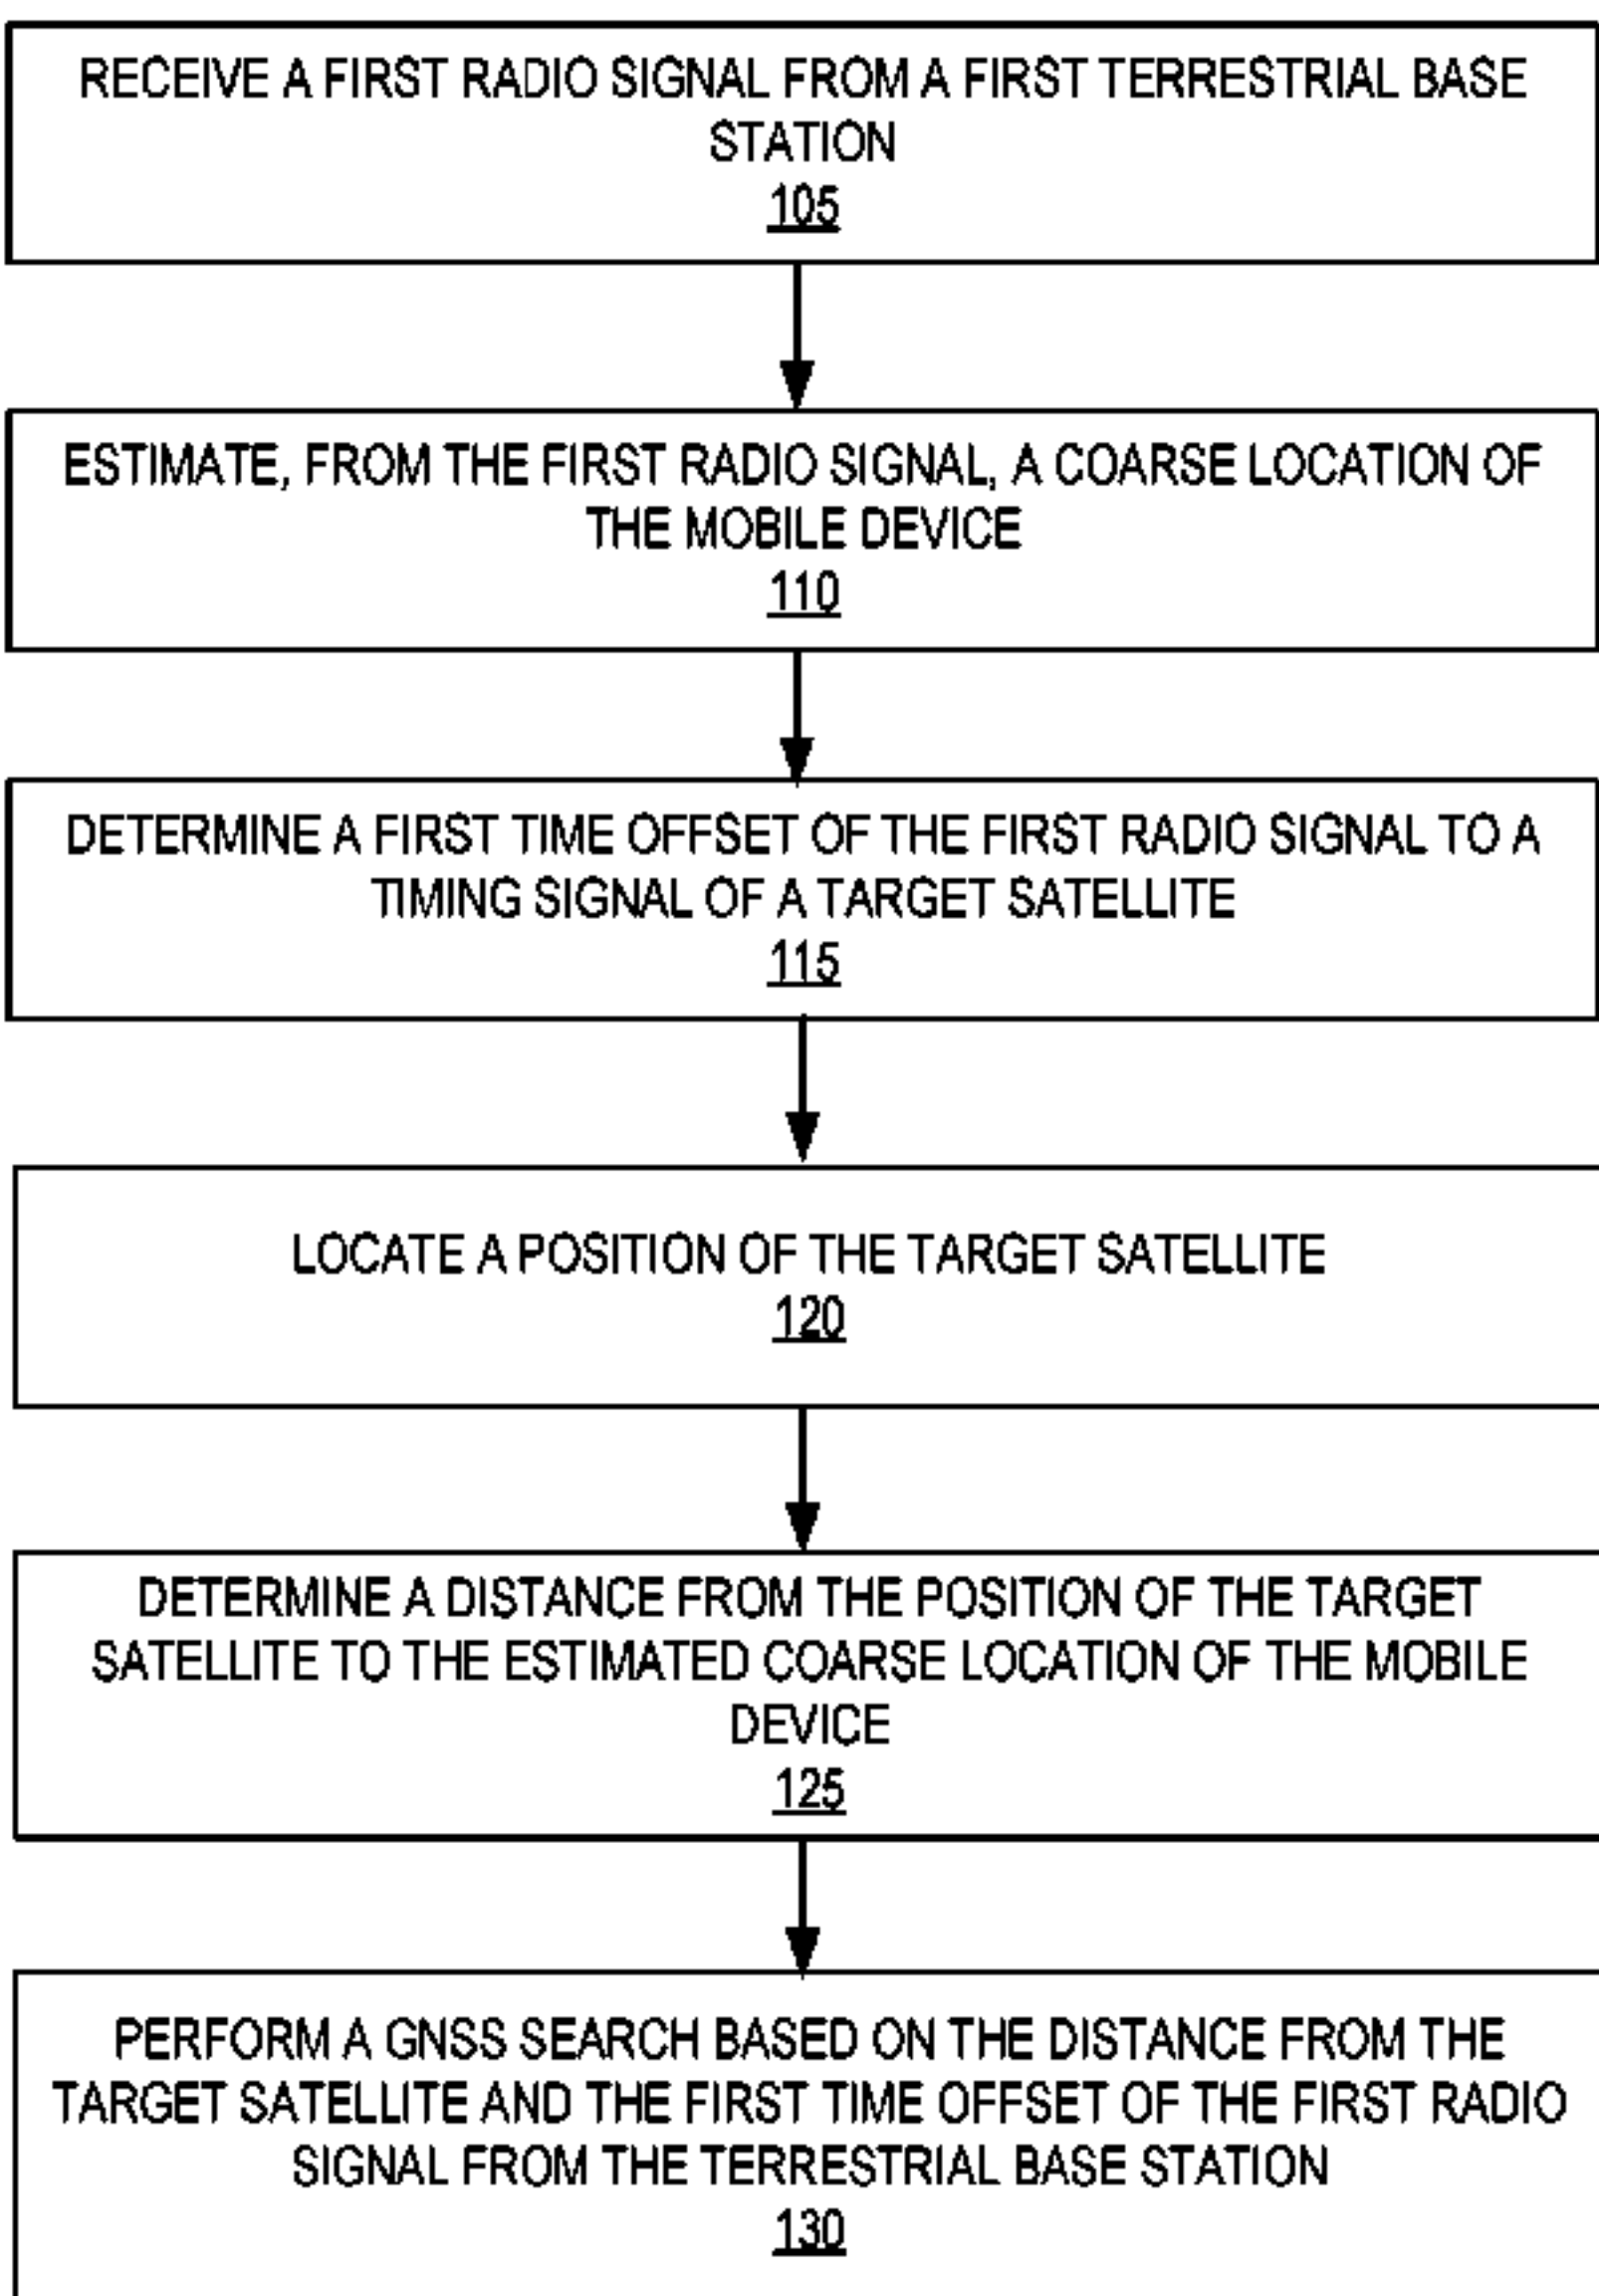 RECEIVE A FIRST RADIO SIGNAL FROM A FIRST TERRESTRIAL BASE
STATION
105
ESTIMATE, FROM THE FIRST RADIO SIGNAL, A COARSE LOCATION OF
THE MOBILE DEVICE
110
DETERMINE A FIRST TIME OFFSET OF THE FIRST RADIO SIGNAL TO A
TIMING SIGNAL OF A TARGET SATELLITE
115
LOCATE A POSITION OF THE TARGET SATELLITE
120
DETERMINE A DISTANCE FROM THE POSITION OF THE TARGET
SATELLITE TO THE ESTIMATED COARSE LOCATION OF THE MOBILE
DEVICE
125
PERFORM A GNSS SEARCH BASED ON THE DISTANCE FROM THE
TARGET SATELLITE AND THE FIRST TIME OFFSET OF THE FIRST RADIO
SIGNAL FROM THE TERRESTRIAL BASE STATION
130